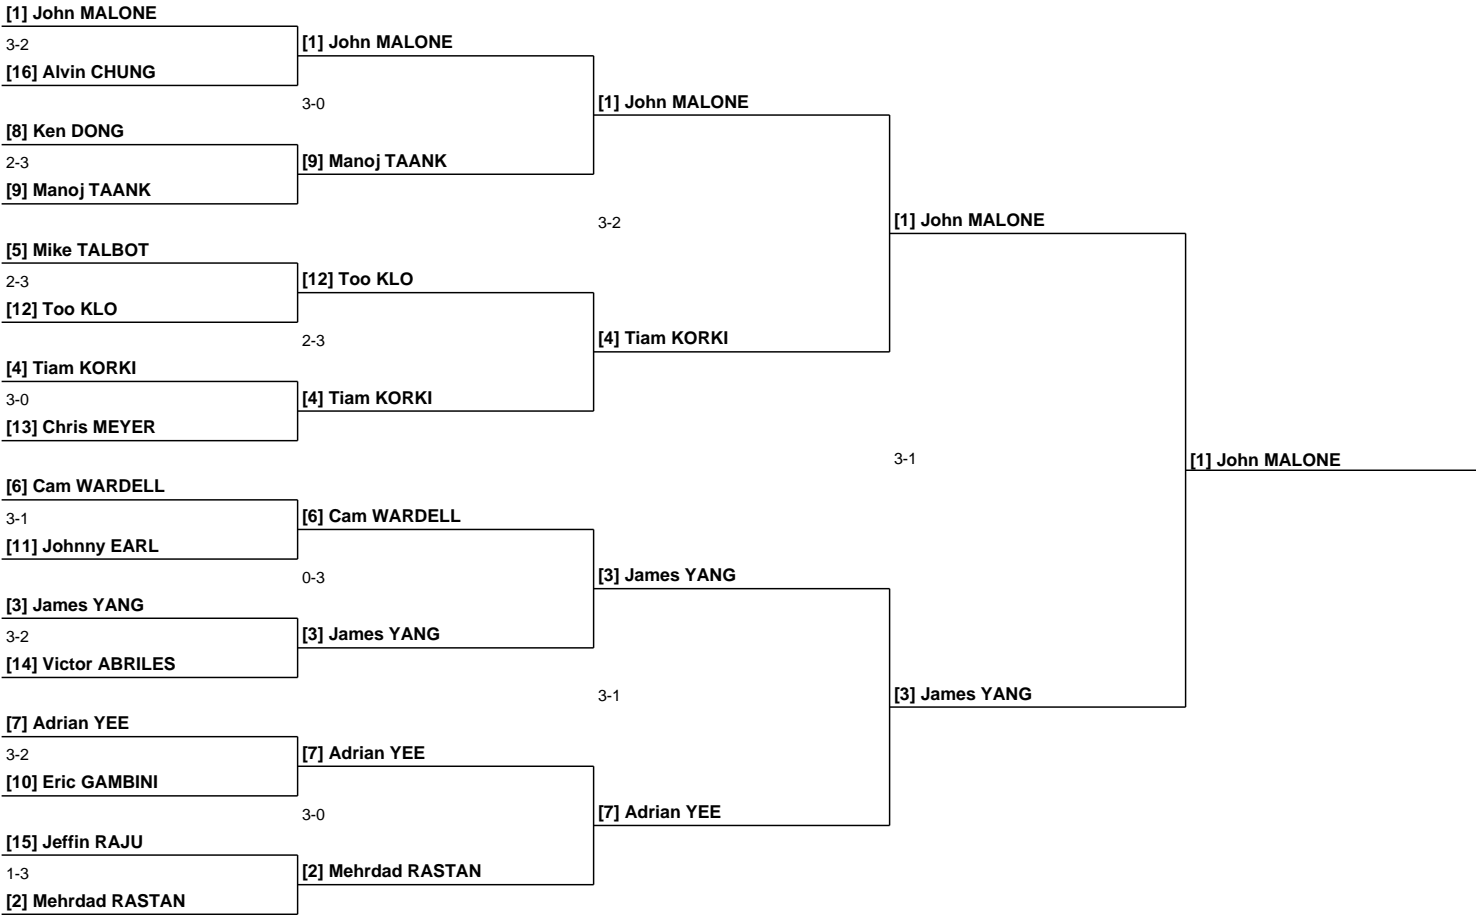 [1] John MALONE
3-2
[16] Alvin CHUNG
[8] Ken DONG
2-3
[9] Manoj TAANK
[5] Mike TALBOT
2-3
[12] Too KLO
[4] Tiam KORKI
3-0
[13] Chris MEYER
[6] Cam WARDELL
3-1
[11] Johnny EARL
[3] James YANG
3-2
[14] Victor ABRILES
[7] Adrian YEE
3-2
[10] Eric GAMBINI
[15] Jeffin RAJU
1-3
[2] Mehrdad RASTAN
[1] John MALONE
3-0
[9] Manoj TAANK
[12] Too KLO
2-3
[4] Tiam KORKI
[6] Cam WARDELL
0-3
[3] James YANG
[7] Adrian YEE
3-0
[2] Mehrdad RASTAN
[1] John MALONE
3-2
[4] Tiam KORKI
[3] James YANG
3-1
[7] Adrian YEE
[1] John MALONE
3-1
[3] James YANG
[1] John MALONE